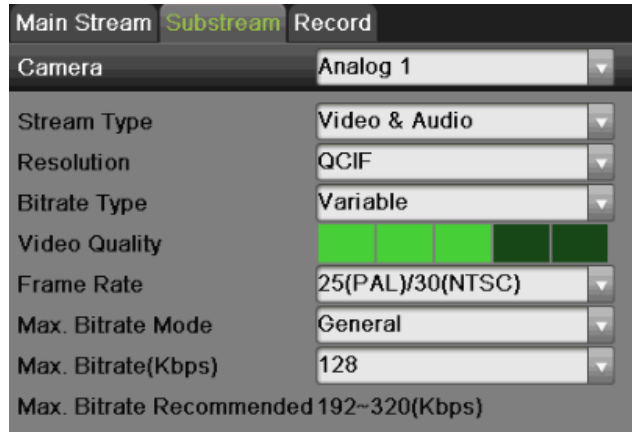 Main Stream Substream Record
Camera Analog 1
Stream Type Video & Audio
Resolution QCIF
Bitrate Type Variable
Video Quality
Frame Rate 25(PAL)/30(NTSC)
Max. Bitrate Mode General
Max. Bitrate(Kbps) 128
Max. Bitrate Recommended 192~320(Kbps)